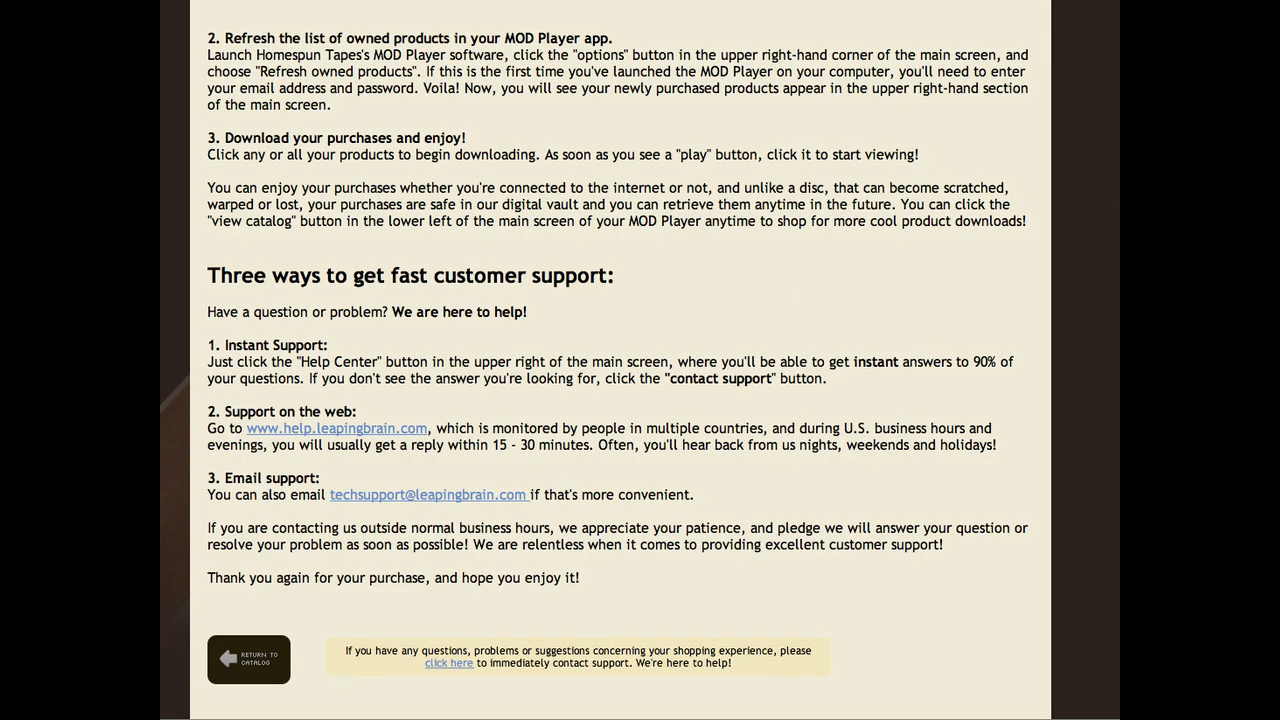 2. Refresh the list of owned products in your MOD Player app.
Launch Homespun Tapes's MOD Player software, click the "options" button in the upper right-hand corner of the main screen, and
choose "Refresh owned products". If this is the first time you've launched the MOD Player on your computer, you'll need to enter
your email address and password. Voila! Now, you will see your newly purchased products appear in the upper right-hand section
of the main screen.
3. Download your purchases and enjoy!
Click any or all your products to begin downloading. As soon as you see a "play" button, click it to start viewing!
You can enjoy your purchases whether you're connected to the internet or not, and unlike a disc, that can become scratched,
warped or lost, your purchases are safe in our digital vault and you can retrieve them anytime in the future. You can click the
"view catalog" button in the lower left of the main screen of your MOD Player anytime to shop for more cool product downloads!
Three ways to get fast customer support:
Have a question or problem? We are here to help!
1. Instant Support:
Just click the "Help Center" button in the upper right of the main screen, where you'll be able to get instant answers to 90% of
your questions. If you don't see the answer you're looking for, click the "contact support" button.
2. Support on the web:
Go to www.help.leapingbrain.com, which is monitored by people in multiple countries, and during U.S. business hours and
evenings, you will usually get a reply within 15 - 30 minutes. Often, you'll hear back from us nights, weekends and holidays!
3. Email support:
You can also email techsupport@leapingbrain.com if that's more convenient.
If you are contacting us outside normal business hours, we appreciate your patience, and pledge we will answer your question or
resolve your problem as soon as possible! We are relentless when it comes to providing excellent customer support!
Thank you again for your purchase, and hope you enjoy it!
RETURN TO
CATALOG
If you have any questions, problems or suggestions concerning your shopping experience, please
click here to immediately contact support. We're here to help!